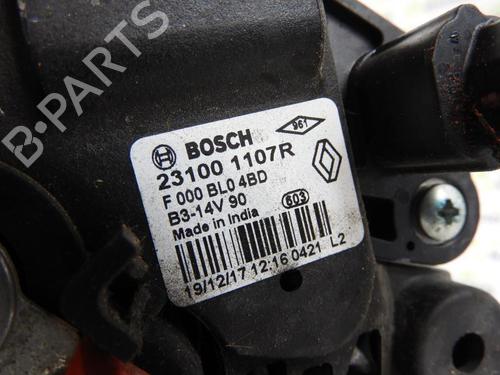 B-PARTS
961
BOSCH
23100 1107R
F 000 BL0 4BD
B3-14V 90
Made in India
603
19/12/17 12:16 0421 L2